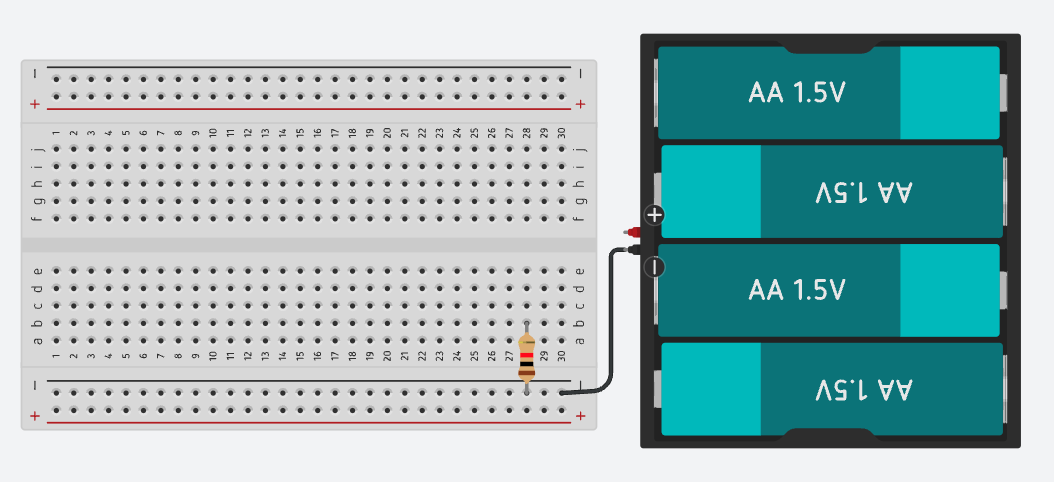 − −
+ +
1 2 3 4 5 6 7 8 9 10 11 12 13 14 15 16 17 18 19 20 21 22 23 24 25 26 27 28 29 30
j j
i i
h h
g g
f f
e e
d d
c c
b b
a a
1 2 3 4 5 6 7 8 9 10 11 12 13 14 15 16 17 18 19 20 21 22 23 24 25 26 27 29 30
− −
+ +
AA 1.5V
AA 1.5V
+
−
AA 1.5V
AA 1.5V